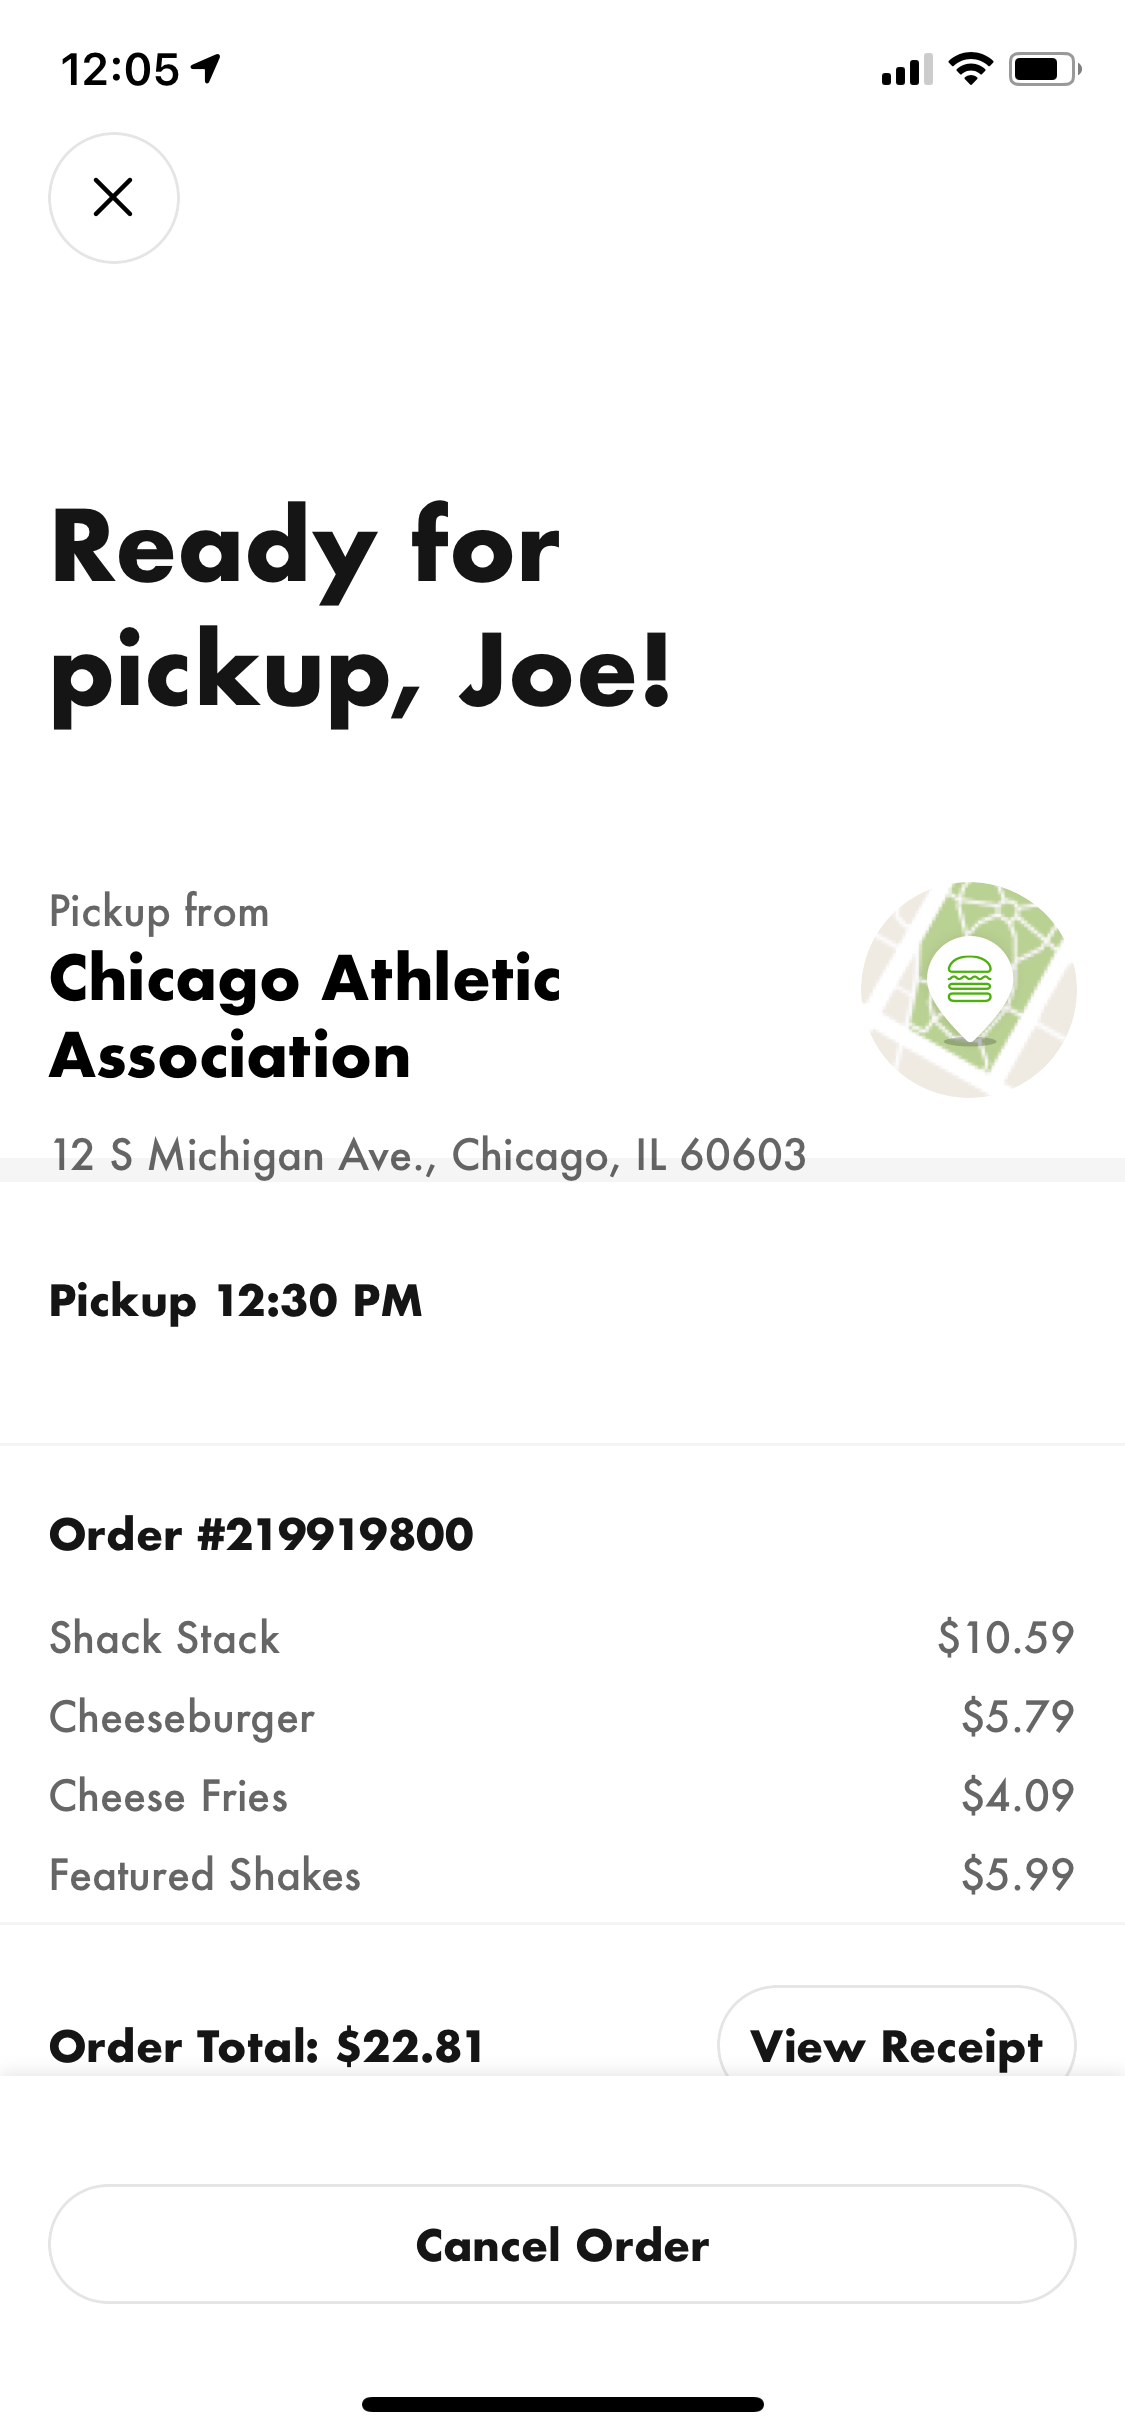 12:05
Ready for
pickup, Joe!
Pickup from
Chicago Athletic
Association
12 S Michigan Ave., Chicago, IL 60603
Pickup 12:30 PM
Order #219919800
Shack Stack $10.59
Cheeseburger $5.79
Cheese Fries $4.09
Featured Shakes $5.99
Order Total: $22.81 View Receipt
Cancel Order